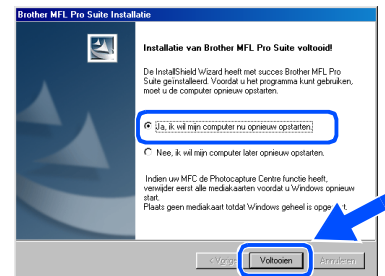 Brother MFL Pro Suite Installatie
Installatie van Brother MFL Pro Suite voltooid!
De InstallShield Wizard heeft met succes Brother MFL Pro
Suite geïnstalleerd. Voordat u het programma kunt gebruiken,
moet u de computer opnieuw opstarten.
Ja, ik wil mijn computer nu opnieuw opstarten.
Nee, ik wil mijn computer later opnieuw opstarten.
Indien uw MFC de Photocapture Centre functie heeft,
verwijder eerst alle mediakaarten voordat u Windows opnieuw
start.
Plaats geen mediakaart totdat Windows geheel is
Voltooien Annuleren